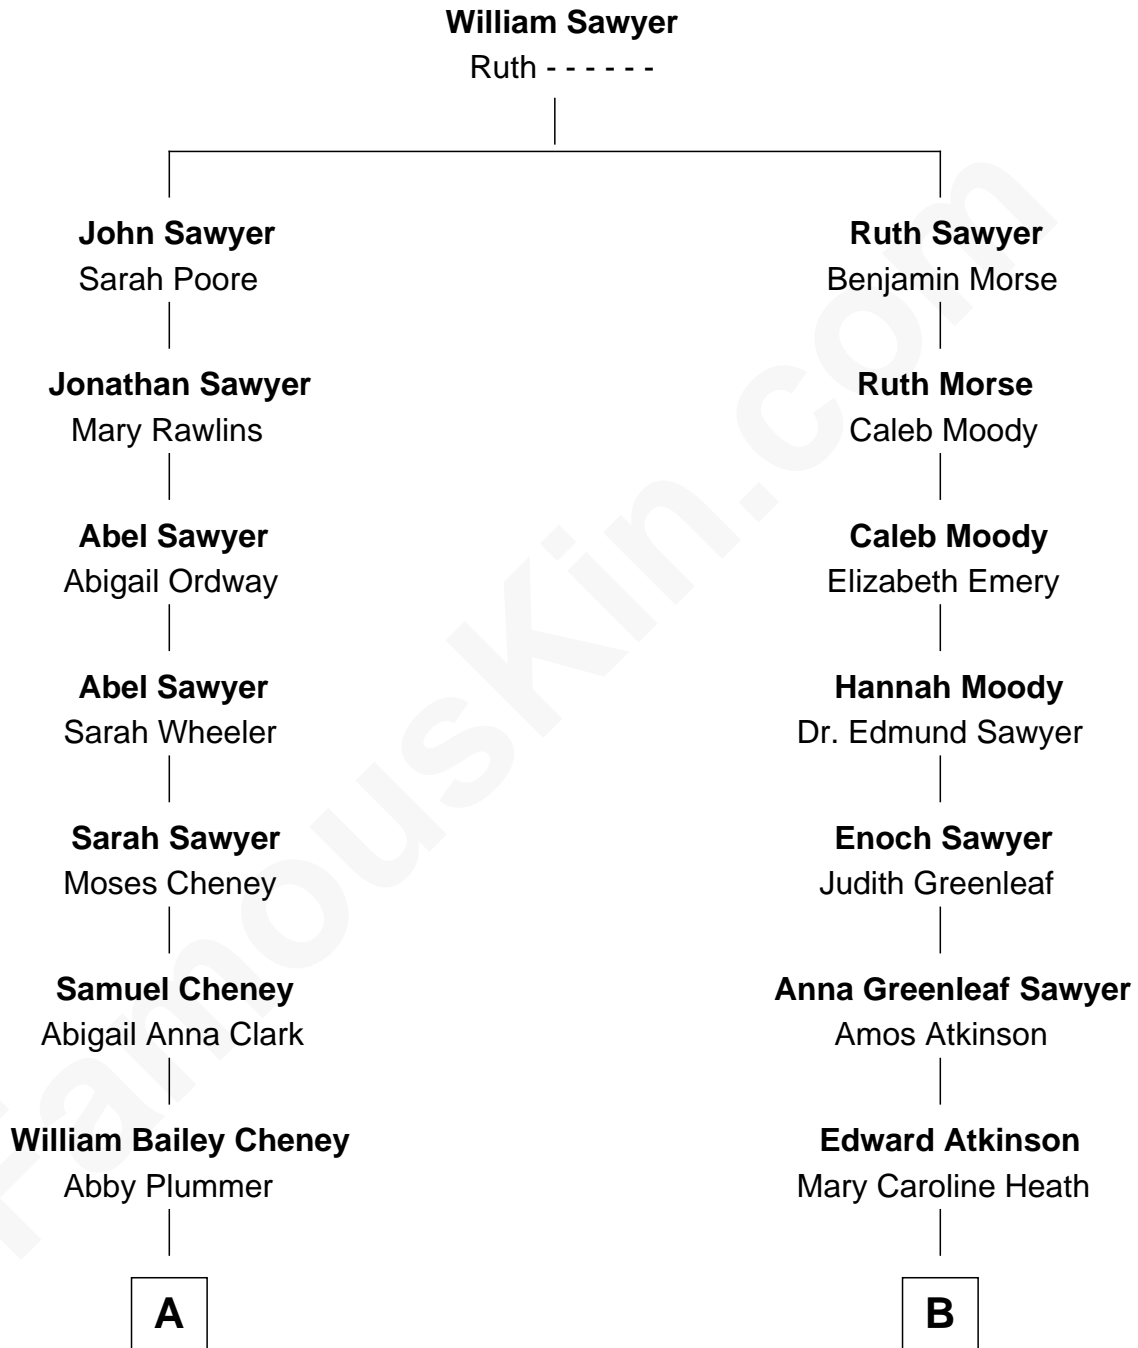 William Sawyer
Ruth - - - - - -
John Sawyer
Sarah Poore
Ruth Sawyer
Benjamin Morse
Jonathan Sawyer
Mary Rawlins
Ruth Morse
Caleb Moody
Abel Sawyer
Abigail Ordway
Caleb Moody
Elizabeth Emery
Abel Sawyer
Sarah Wheeler
Hannah Moody
Dr. Edmund Sawyer
Sarah Sawyer
Moses Cheney
Enoch Sawyer
Judith Greenleaf
Samuel Cheney
Abigail Anna Clark
Anna Greenleaf Sawyer
Amos Atkinson
William Bailey Cheney
Abby Plummer
Edward Atkinson
Mary Caroline Heath
A
B
FamousKin.com